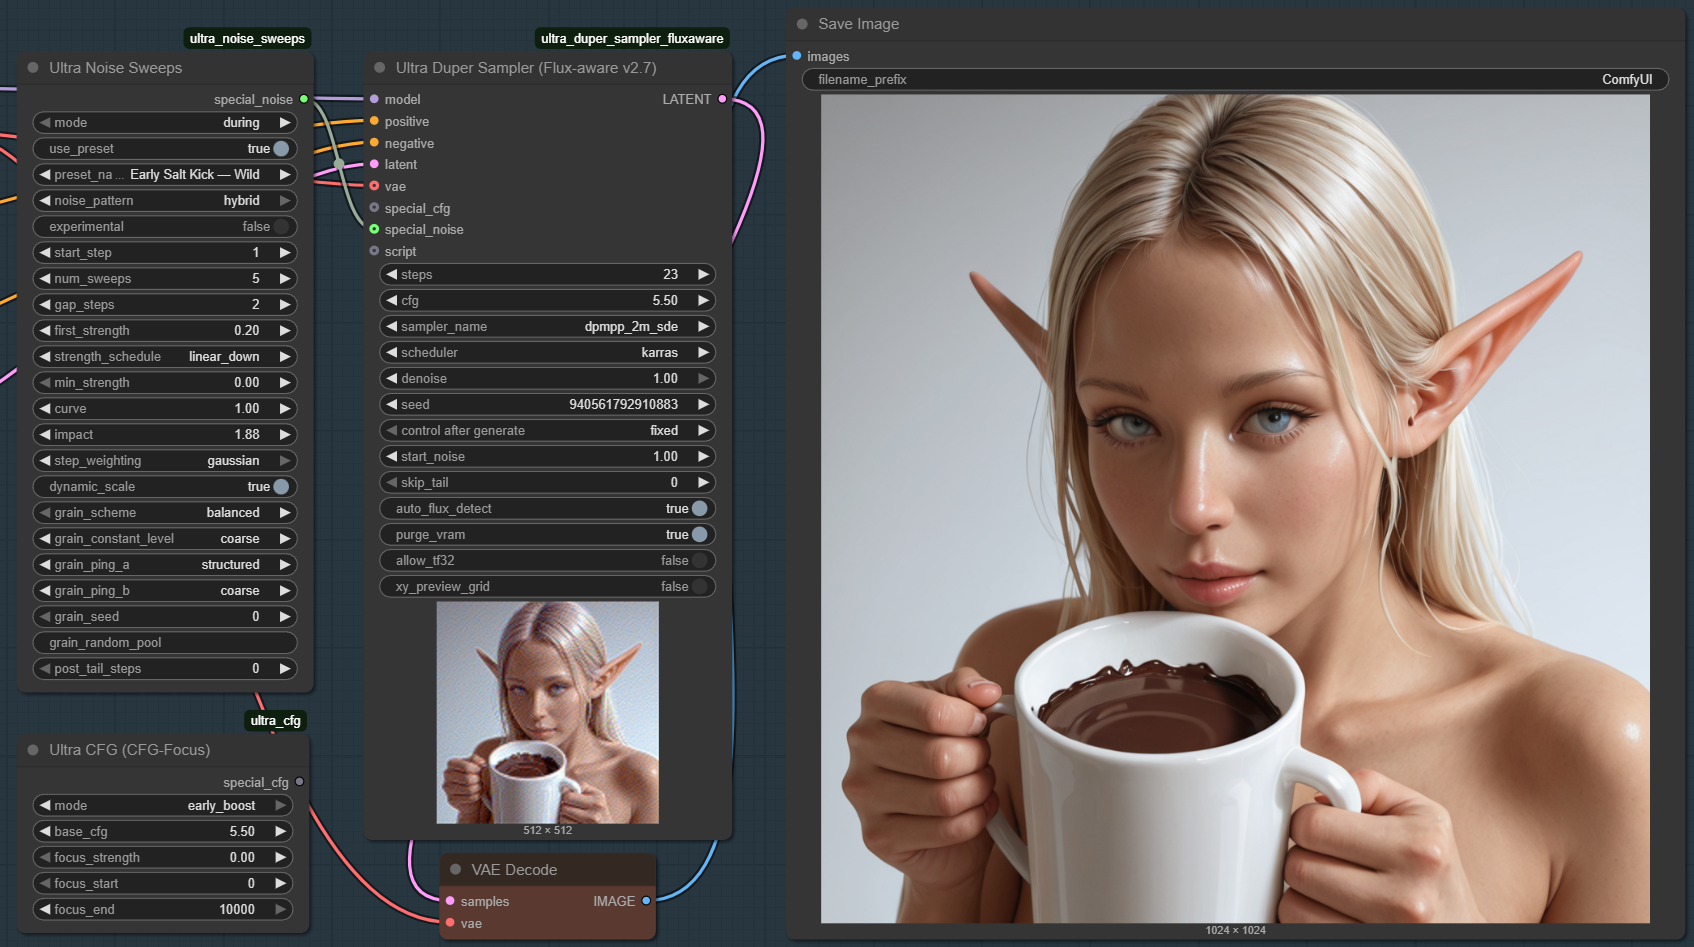 ultra_noise_sweeps
Ultra Noise Sweeps
special_noise
mode during
use_preset true
preset_na ... Early Salt Kick — Wild
noise_pattern hybrid
experimental false
start_step 1
num_sweeps 5
gap_steps 2
first_strength 0.20
strength_schedule linear_down
min_strength 0.00
curve 1.00
impact 1.88
step_weighting gaussian
dynamic_scale true
grain_scheme balanced
grain_constant_level coarse
grain_ping_a structured
grain_ping_b coarse
grain_seed 0
grain_random_pool
post_tail_steps 0
ultra_cfg
Ultra CFG (CFG-Focus)
special_cfg
mode early_boost
base_cfg 5.50
focus_strength 0.00
focus_start 0
focus_end 10000
ultra_duper_sampler_fluxaware
Ultra Duper Sampler (Flux-aware v2.7)
model LATENT
positive
negative
latent
vae
special_cfg
special_noise
script
steps 23
cfg 5.50
sampler_name dpmpp_2m_sde
scheduler karras
denoise 1.00
seed 940561792910883
control after generate fixed
start_noise 1.00
skip_tail 0
auto_flux_detect true
purge_vram true
allow_tf32 false
xy_preview_grid false
512 × 512
VAE Decode
samples IMAGE
vae
Save Image
images
filename_prefix ComfyUI
1024 × 1024